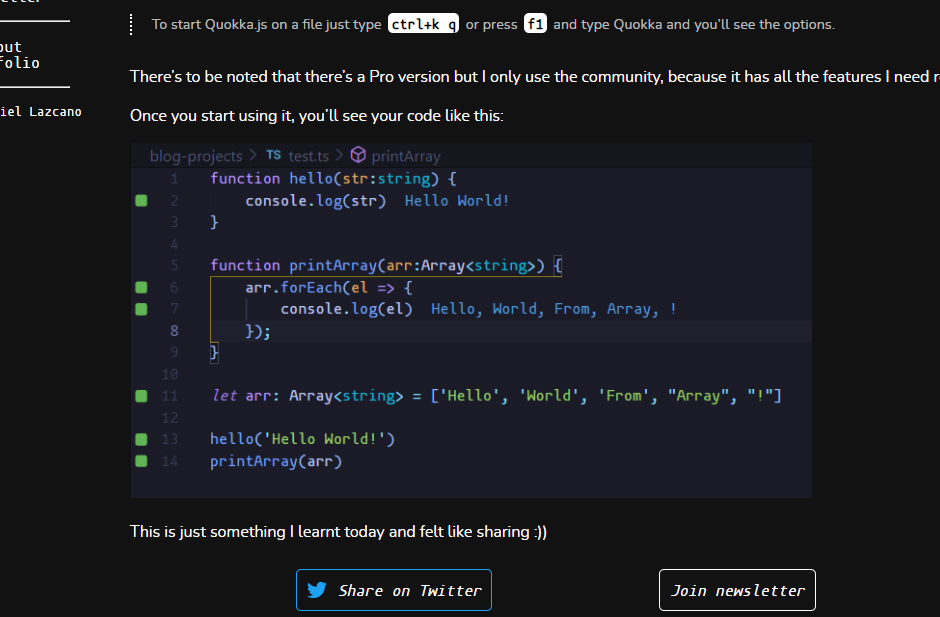 To start Quokka.js on a file just type ctrl+k q or press f1 and type Quokka and you'll see the options.
out
folio
iel Lazcano
There's to be noted that there's a Pro version but I only use the community, because it has all the features I need
Once you start using it, you'll see your code like this:
blog-projects > TS test.ts > printArray
1 function hello(str:string) {
2 console.log(str) Hello World!
3 }
4
5 function printArray(arr:Array<string>) {
6 arr.forEach(el => {
7 console.log(el) Hello, World, From, Array, !
8 });
9 }
10
11 let arr: Array<string> = ['Hello', 'World', 'From', "Array", "!"]
12
13 hello('Hello World!')
14 printArray(arr)
This is just something I learnt today and felt like sharing :))
Share on Twitter
Join newsletter